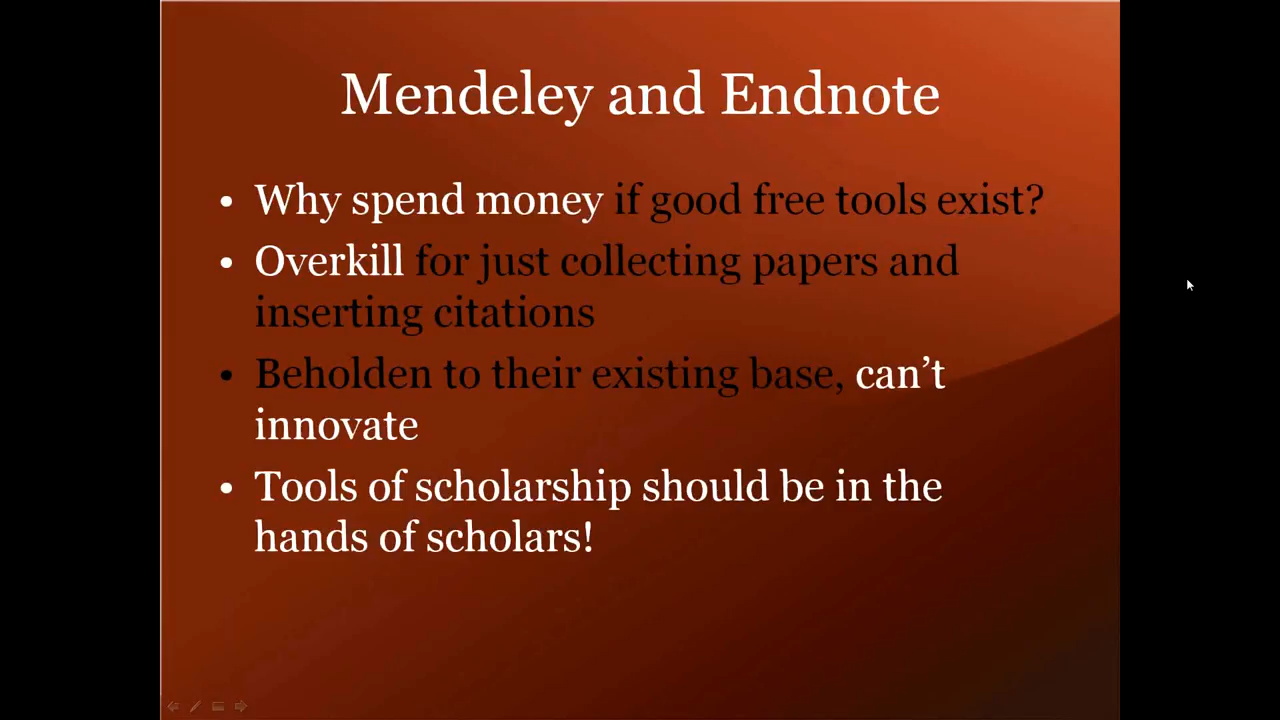 Mendeley and Endnote
• Why spend money if good free tools exist?
• Overkill for just collecting papers and
inserting citations
• Beholden to their existing base, can’t
innovate
• Tools of scholarship should be in the
hands of scholars!